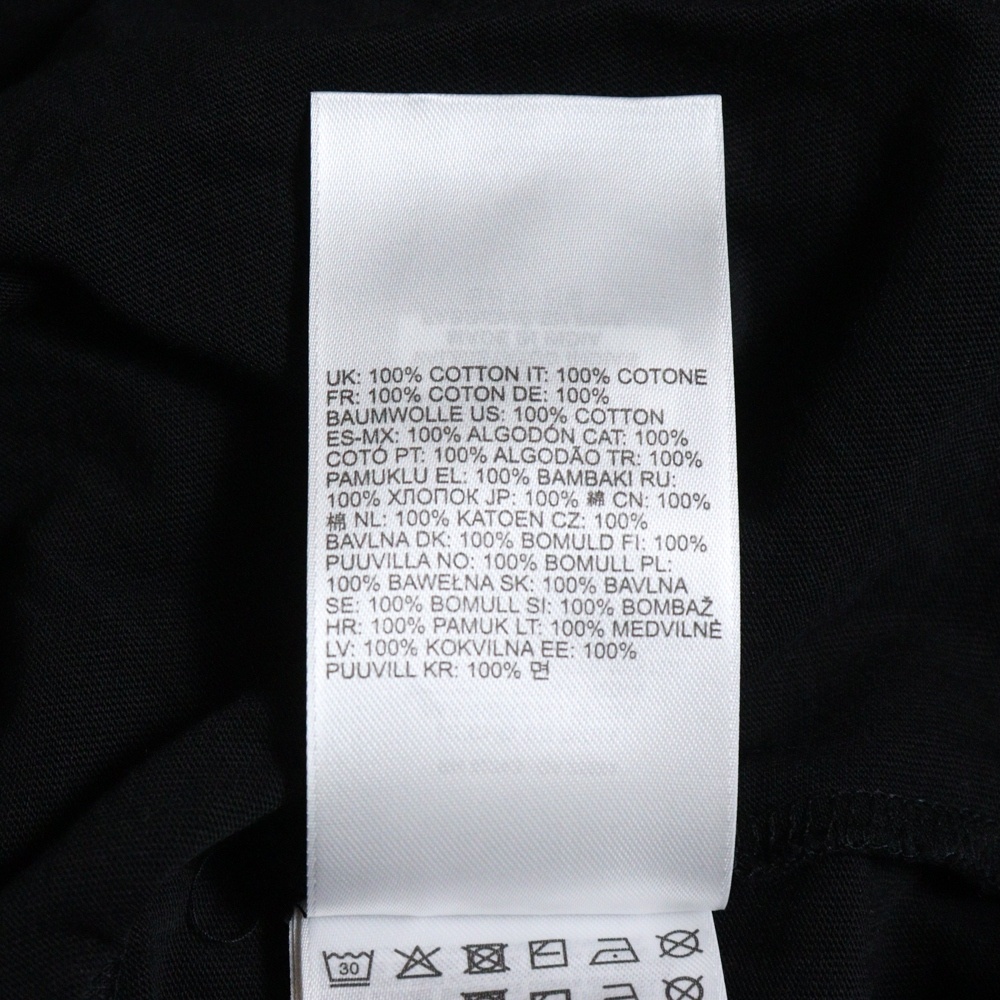 UK: 100% COTTON IT: 100% COTONE
FR: 100% COTON DE: 100%
BAUMWOLLE US: 100% COTTON
ES-MX: 100% ALGODÓN CAT: 100%
COTÓ PT: 100% ALGODÃO TR: 100%
PAMUKLU EL: 100% BAMBAKI RU:
100% ХЛОПОК JP: 100% 綿 CN: 100%
棉 NL: 100% KATOEN CZ: 100%
BAVLNA DK: 100% BOMULD FI: 100%
PUUVILLA NO: 100% BOMULL PL:
100% BAWEŁNA SK: 100% BAVLNA
SE: 100% BOMULL SI: 100% BOMBAŽ
HR: 100% PAMUK LT: 100% MEDVILNĖ
LV: 100% KOKVILNA EE: 100%
PUUVILL KR: 100% 면
30